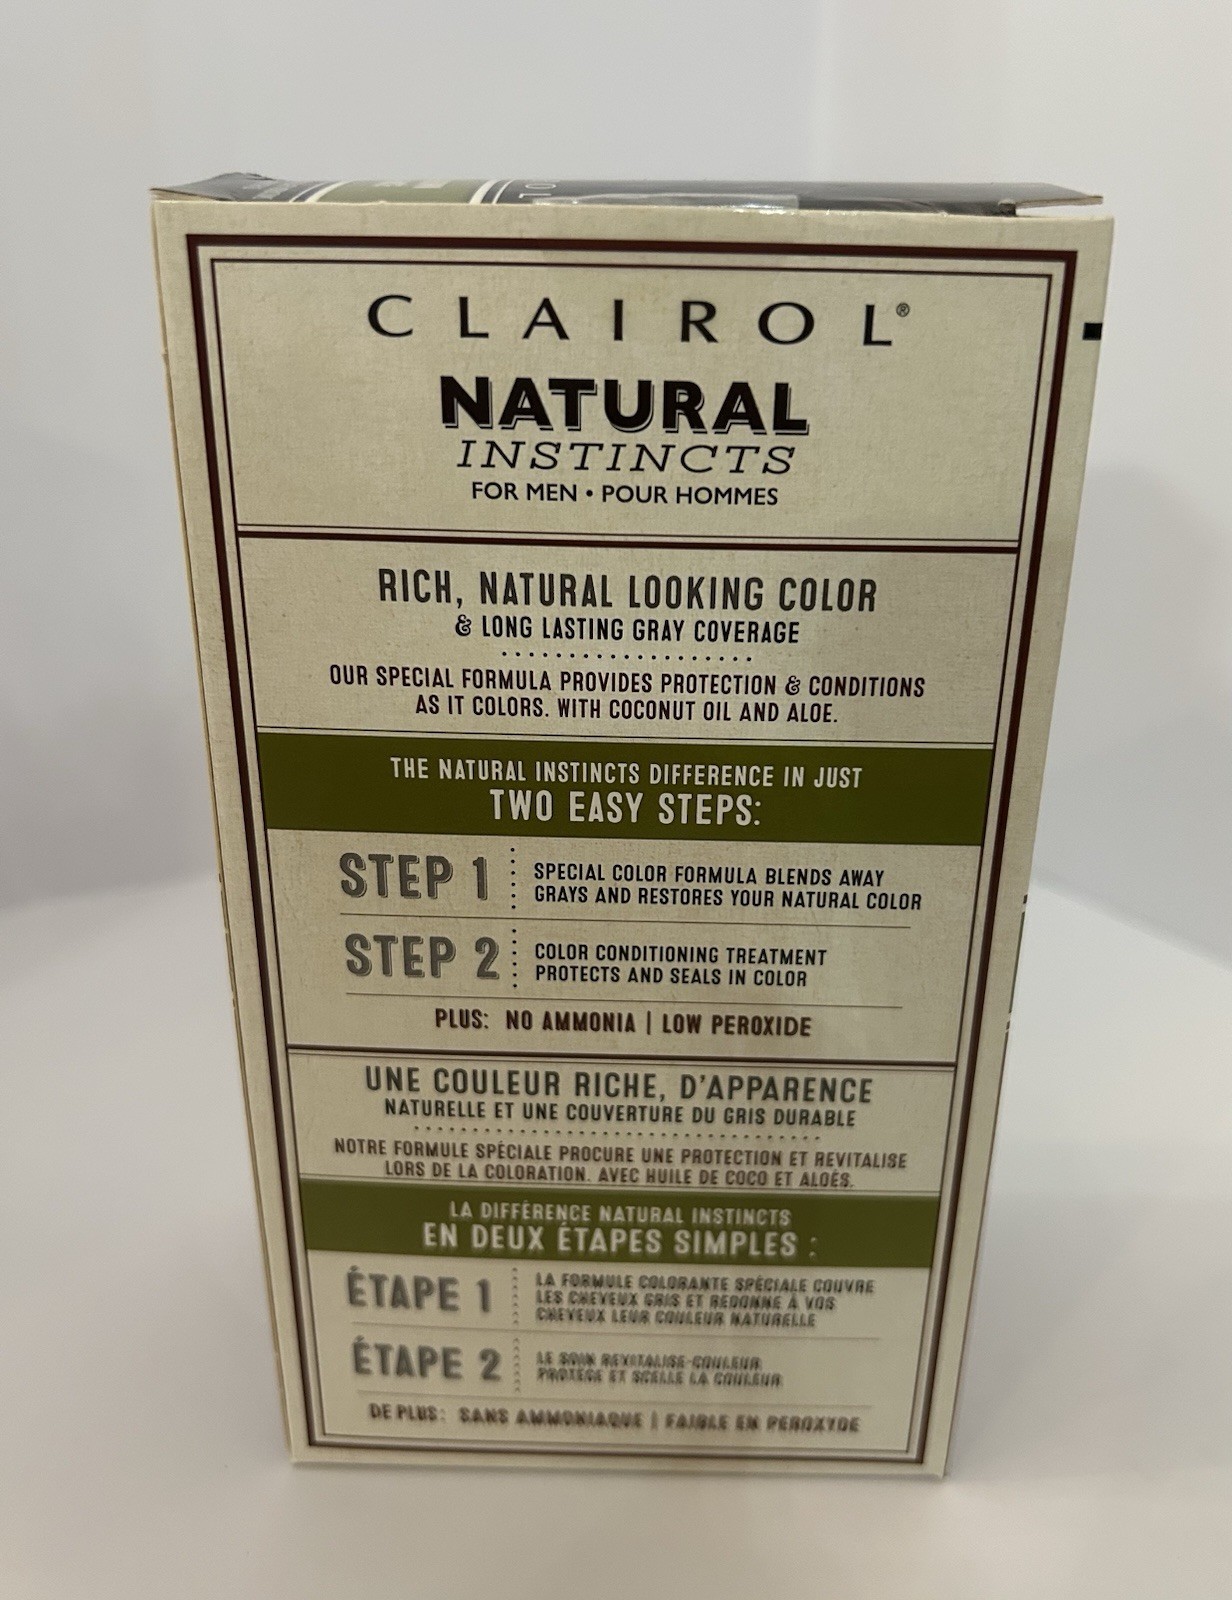 CLAIROL®
NATURAL
INSTINCTS
FOR MEN • POUR HOMMES
RICH, NATURAL LOOKING COLOR
& LONG LASTING GRAY COVERAGE
OUR SPECIAL FORMULA PROVIDES PROTECTION & CONDITIONS
AS IT COLORS. WITH COCONUT OIL AND ALOE.
THE NATURAL INSTINCTS DIFFERENCE IN JUST
TWO EASY STEPS:
STEP 1
SPECIAL COLOR FORMULA BLENDS AWAY
GRAYS AND RESTORES YOUR NATURAL COLOR
STEP 2
COLOR CONDITIONING TREATMENT
PROTECTS AND SEALS IN COLOR
PLUS: NO AMMONIA | LOW PEROXIDE
UNE COULEUR RICHE, D'APPARENCE
NATURELLE ET UNE COUVERTURE DU GRIS DURABLE
NOTRE FORMULE SPÉCIALE PROCURE UNE PROTECTION ET REVITALISE
LORS DE LA COLORATION. AVEC HUILE DE COCO ET ALOÈS.
LA DIFFÉRENCE NATURAL INSTINCTS
EN DEUX ÉTAPES SIMPLES :
ÉTAPE 1
LA FORMULE COLORANTE SPÉCIALE COUVRE
LES CHEVEUX GRIS ET REDONNE À VOS
CHEVEUX LEUR COULEUR NATURELLE
ÉTAPE 2
LE SOIN REVITALISE-COULEUR
PROTÈGE ET SCELLE LA COULEUR
DE PLUS: SANS AMMONIAQUE | FAIBLE EN PEROXYDE